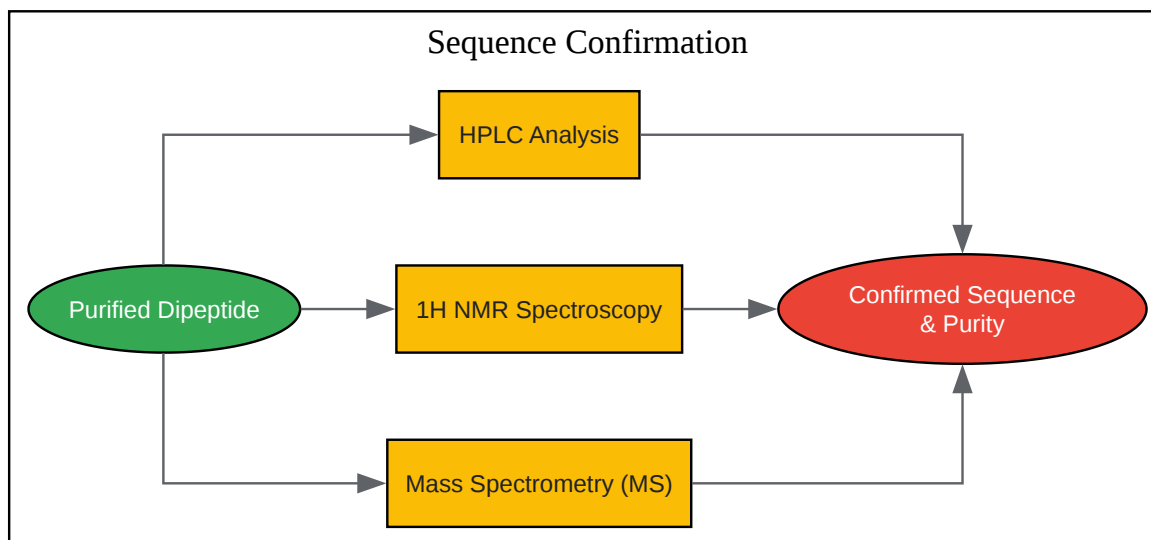 Sequence Confirmation
HPLC Analysis
Purified Dipeptide
1H NMR Spectroscopy
Confirmed Sequence
& Purity
Mass Spectrometry (MS)